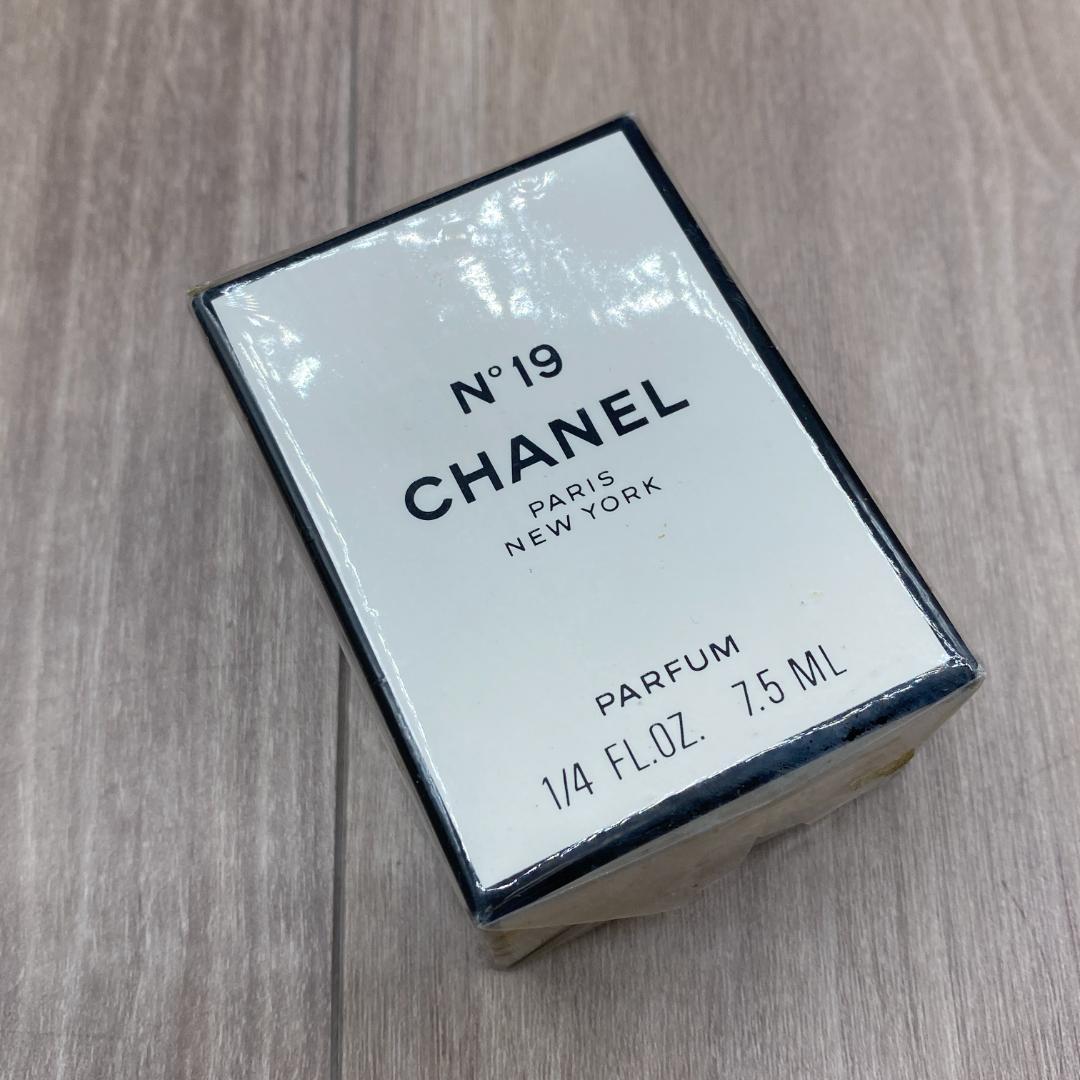 N° 19
CHANEL
PARIS
NEW YORK
PARFUM
1/4 FL.OZ. 7.5 ML